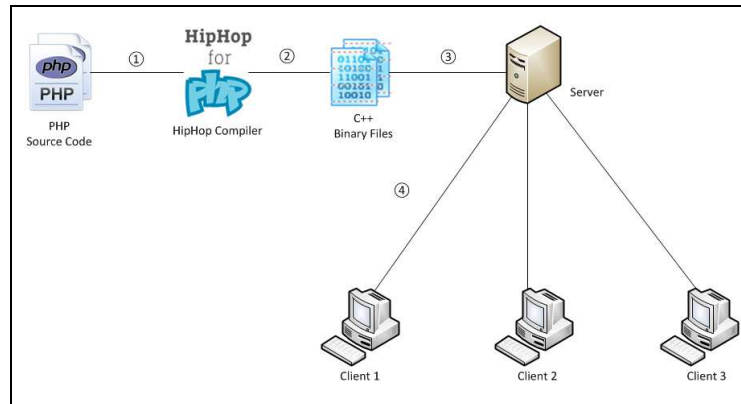 ①
②
③
HipHop
for
php
php
PHP
PHP
Source Code
HipHop Compiler
C++
Binary Files
Server
④
Client 1
Client 2
Client 3